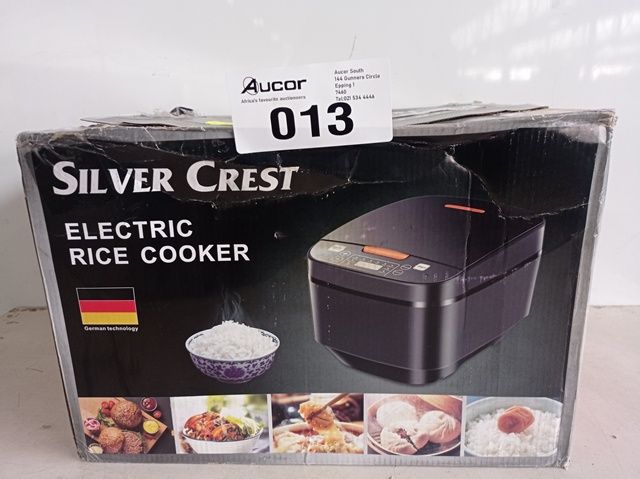 Aucor
Africa's favourite auctioneers
Aucor South
144 Gunners Circle
Epping 1
7460
Tel:021 534 4446
013
SILVER CREST
ELECTRIC
RICE COOKER
German technology